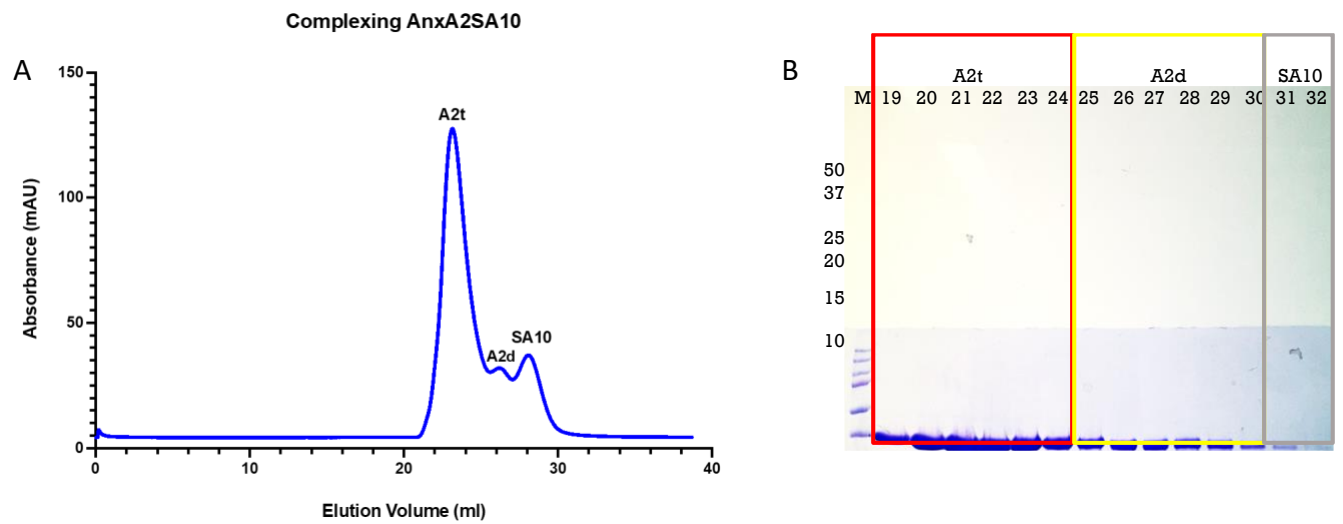 Complexing AnxA2SA10
A
150
100
50
0
Absorbance (mAU)
A2t
A2d
SA10
0 10 20 30 40
Elution Volume (ml)
B
A2t A2d SA10
M 19 20 21 22 23 24 25 26 27 28 29 30 31 32
50
37
25
20
15
10